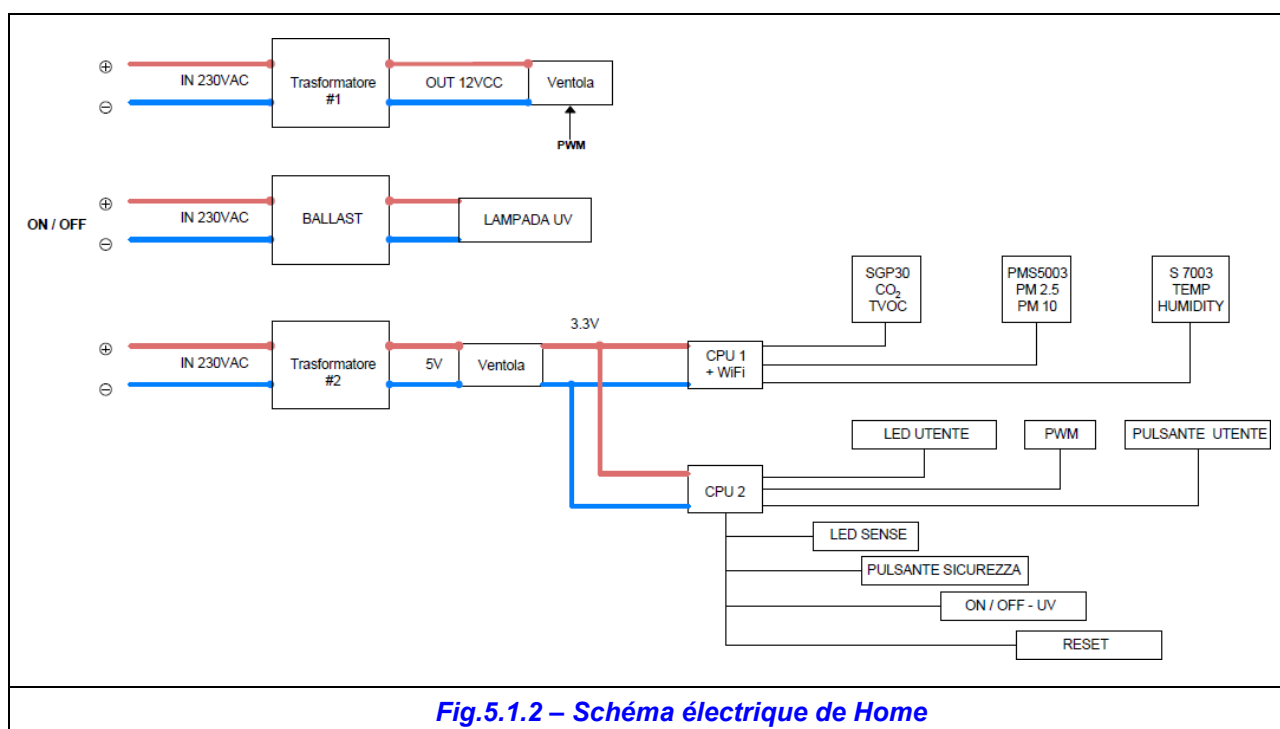 ⊕
IN 230VAC
Trasformatore
#1
OUT 12VCC
Ventola
⊖
PWM
ON / OFF
⊕
IN 230VAC
BALLAST
LAMPADA UV
⊖
SGP30
CO₂
TVOC
PMS5003
PM 2.5
PM 10
S 7003
TEMP
HUMIDITY
3.3V
⊕
IN 230VAC
Trasformatore
#2
5V
Ventola
CPU 1
+ WiFi
⊖
LED UTENTE
PWM
PULSANTE UTENTE
CPU 2
LED SENSE
PULSANTE SICUREZZA
ON / OFF - UV
RESET
Fig.5.1.2 – Schéma électrique de Home